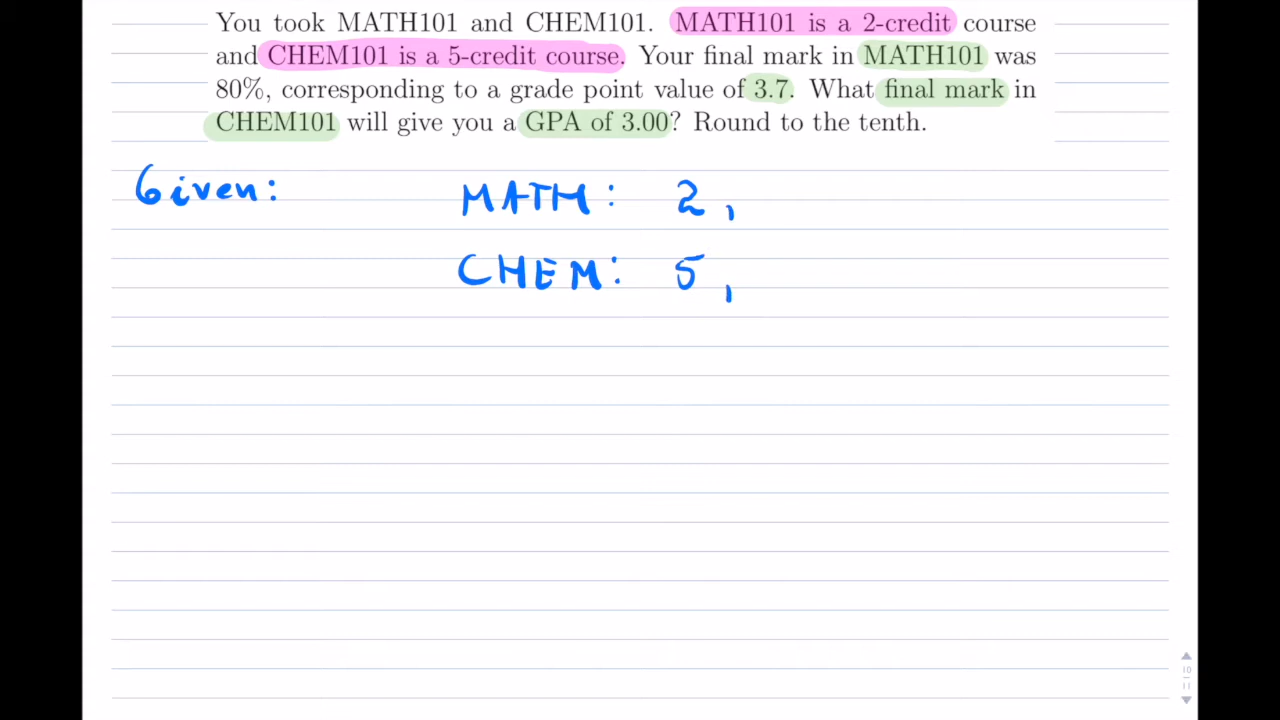 You took MATH101 and CHEM101. MATH101 is a 2-credit course
and CHEM101 is a 5-credit course. Your final mark in MATH101 was
80%, corresponding to a grade point value of 3.7. What final mark in
CHEM101 will give you a GPA of 3.00? Round to the tenth.
Given: MATH: 2,
CHEM: 5,
10
11